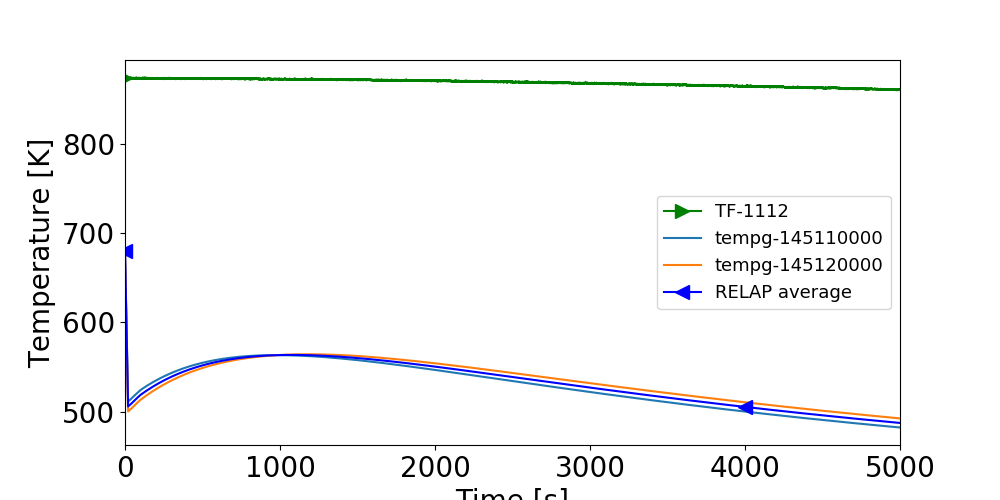 Temperature [K]
800
700
600
500
0 1000 2000 3000 4000 5000
Time [s]
TF-1112
tempg-145110000
tempg-145120000
RELAP average